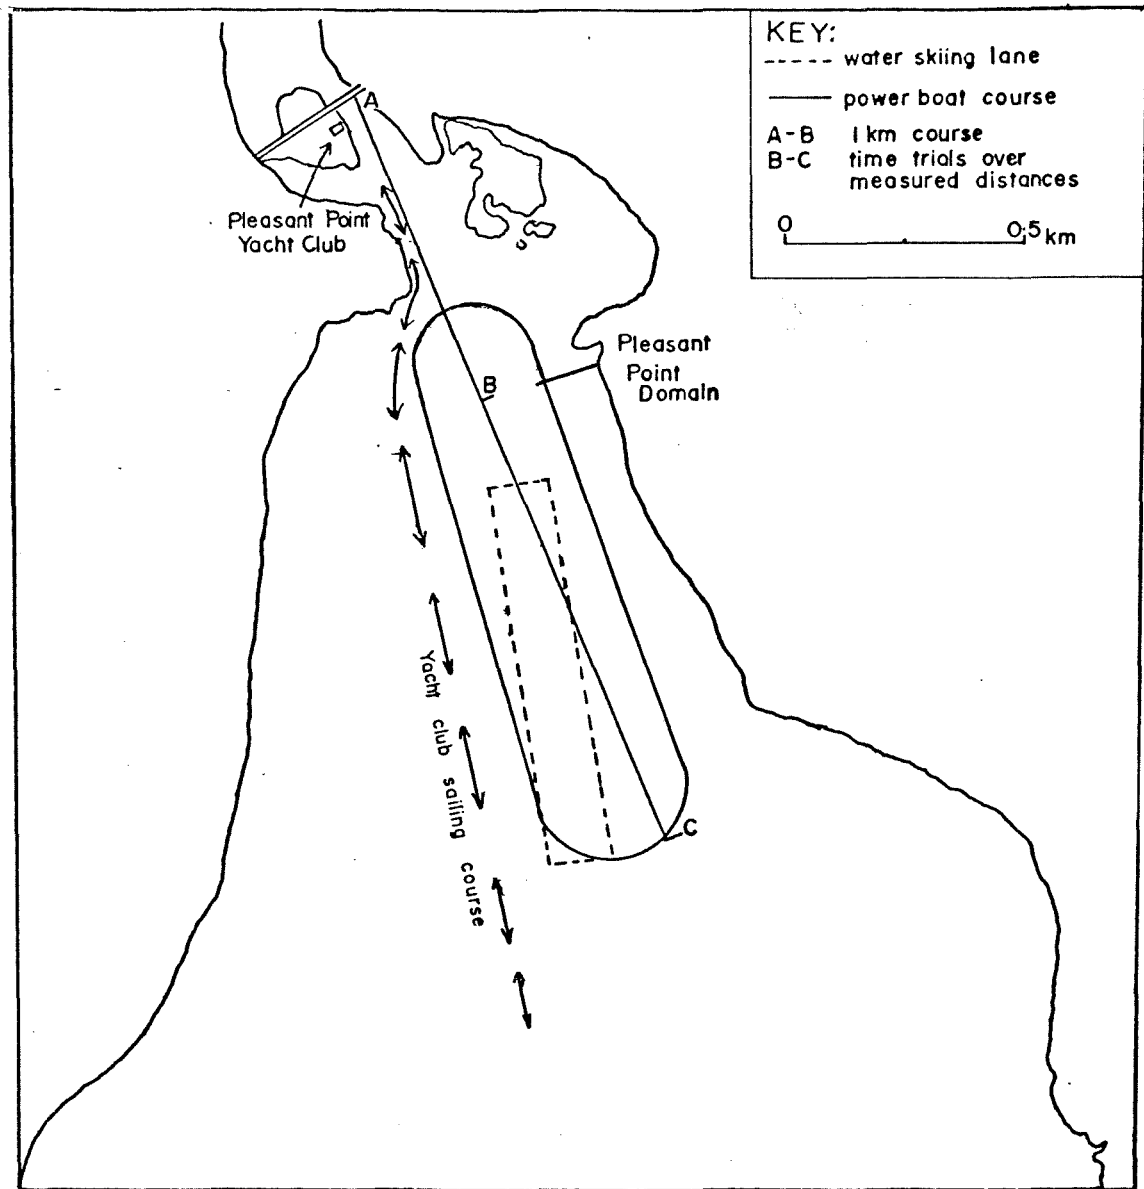 KEY:
water skiing lane
power boat course
A-B 1 km course
B-C time trials over
measured distances
0 0.5 km
A
Pleasant Point
Yacht Club
Pleasant
Point
Domain
B
Yacht club sailing course
C